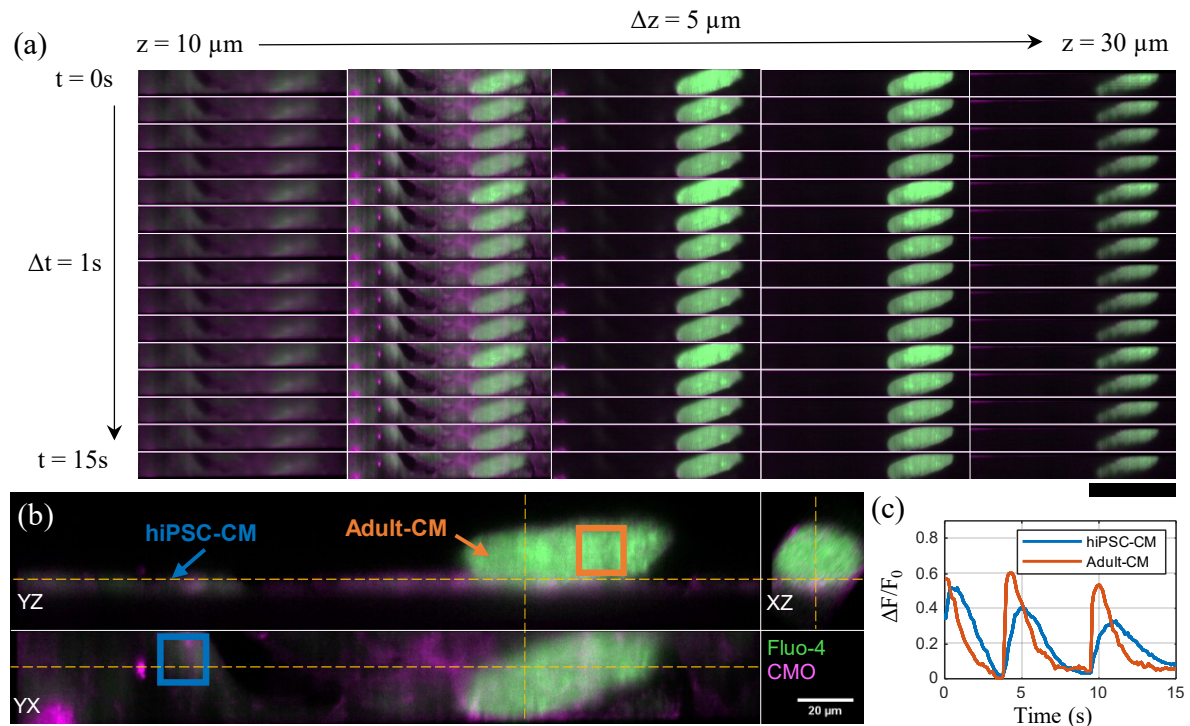 (a)
Δz = 5 µm
z = 10 µm
z = 30 µm
t = 0s
Δt = 1s
t = 15s
(b)
hiPSC-CM
Adult-CM
YZ
XZ
Fluo-4
CMO
20 µm
YX
(c)
hiPSC-CM
Adult-CM
ΔF/F0
0.8
0.6
0.4
0.2
0
0 5 10 15
Time (s)